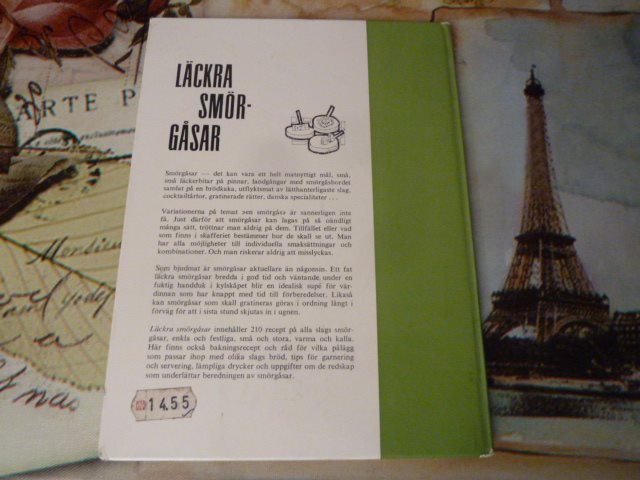 LÄCKRA
SMÖR-
GÅSAR
Smörgåsar — det kan vara ett helt matnyttigt mål, små,
små läckerbitar på pinnar, landgångar med smörgåsbordet
samlat på en brödkaka, utflyktsmat av lätthanterligaste slag,
cocktailtårtor, gratinerade rätter, danska specialiteter . . .
Variationerna på temat »en smörgås» är sannerligen inte
få. Just därför att smörgåsar kan lagas på så oändligt
många sätt, tröttnar man aldrig på dem. Tillfället eller vad
som finns i skafferiet bestämmer hur de skall se ut. Man
har alla möjligheter till individuella smaksättningar och
kombinationer. Och man riskerar aldrig att misslyckas.
Som bjudmat är smörgåsar aktuellare än någonsin. Ett fat
läckra smörgåsar bredda i god tid och väntande under en
fuktig handduk i kylskåpet blir en idealisk supé för vär-
dinnan som har knappt med tid till förberedelser. Likaså
kan smörgåsar som skall gratineras göras i ordning långt i
förväg för att i sista stund skjutas in i ugnen.
Läckra smörgåsar innehåller 210 recept på alla slags smör-
gåsar, enkla och festliga, små och stora, varma och kalla.
Här finns också bakningsrecept och råd för vilka pålägg
som passar ihop med olika slags bröd, tips för garnering
och servering, lämpliga drycker och uppgifter om de redskap
som underlättar beredningen av smörgåsar.
1455
ARTE P
Monsieur